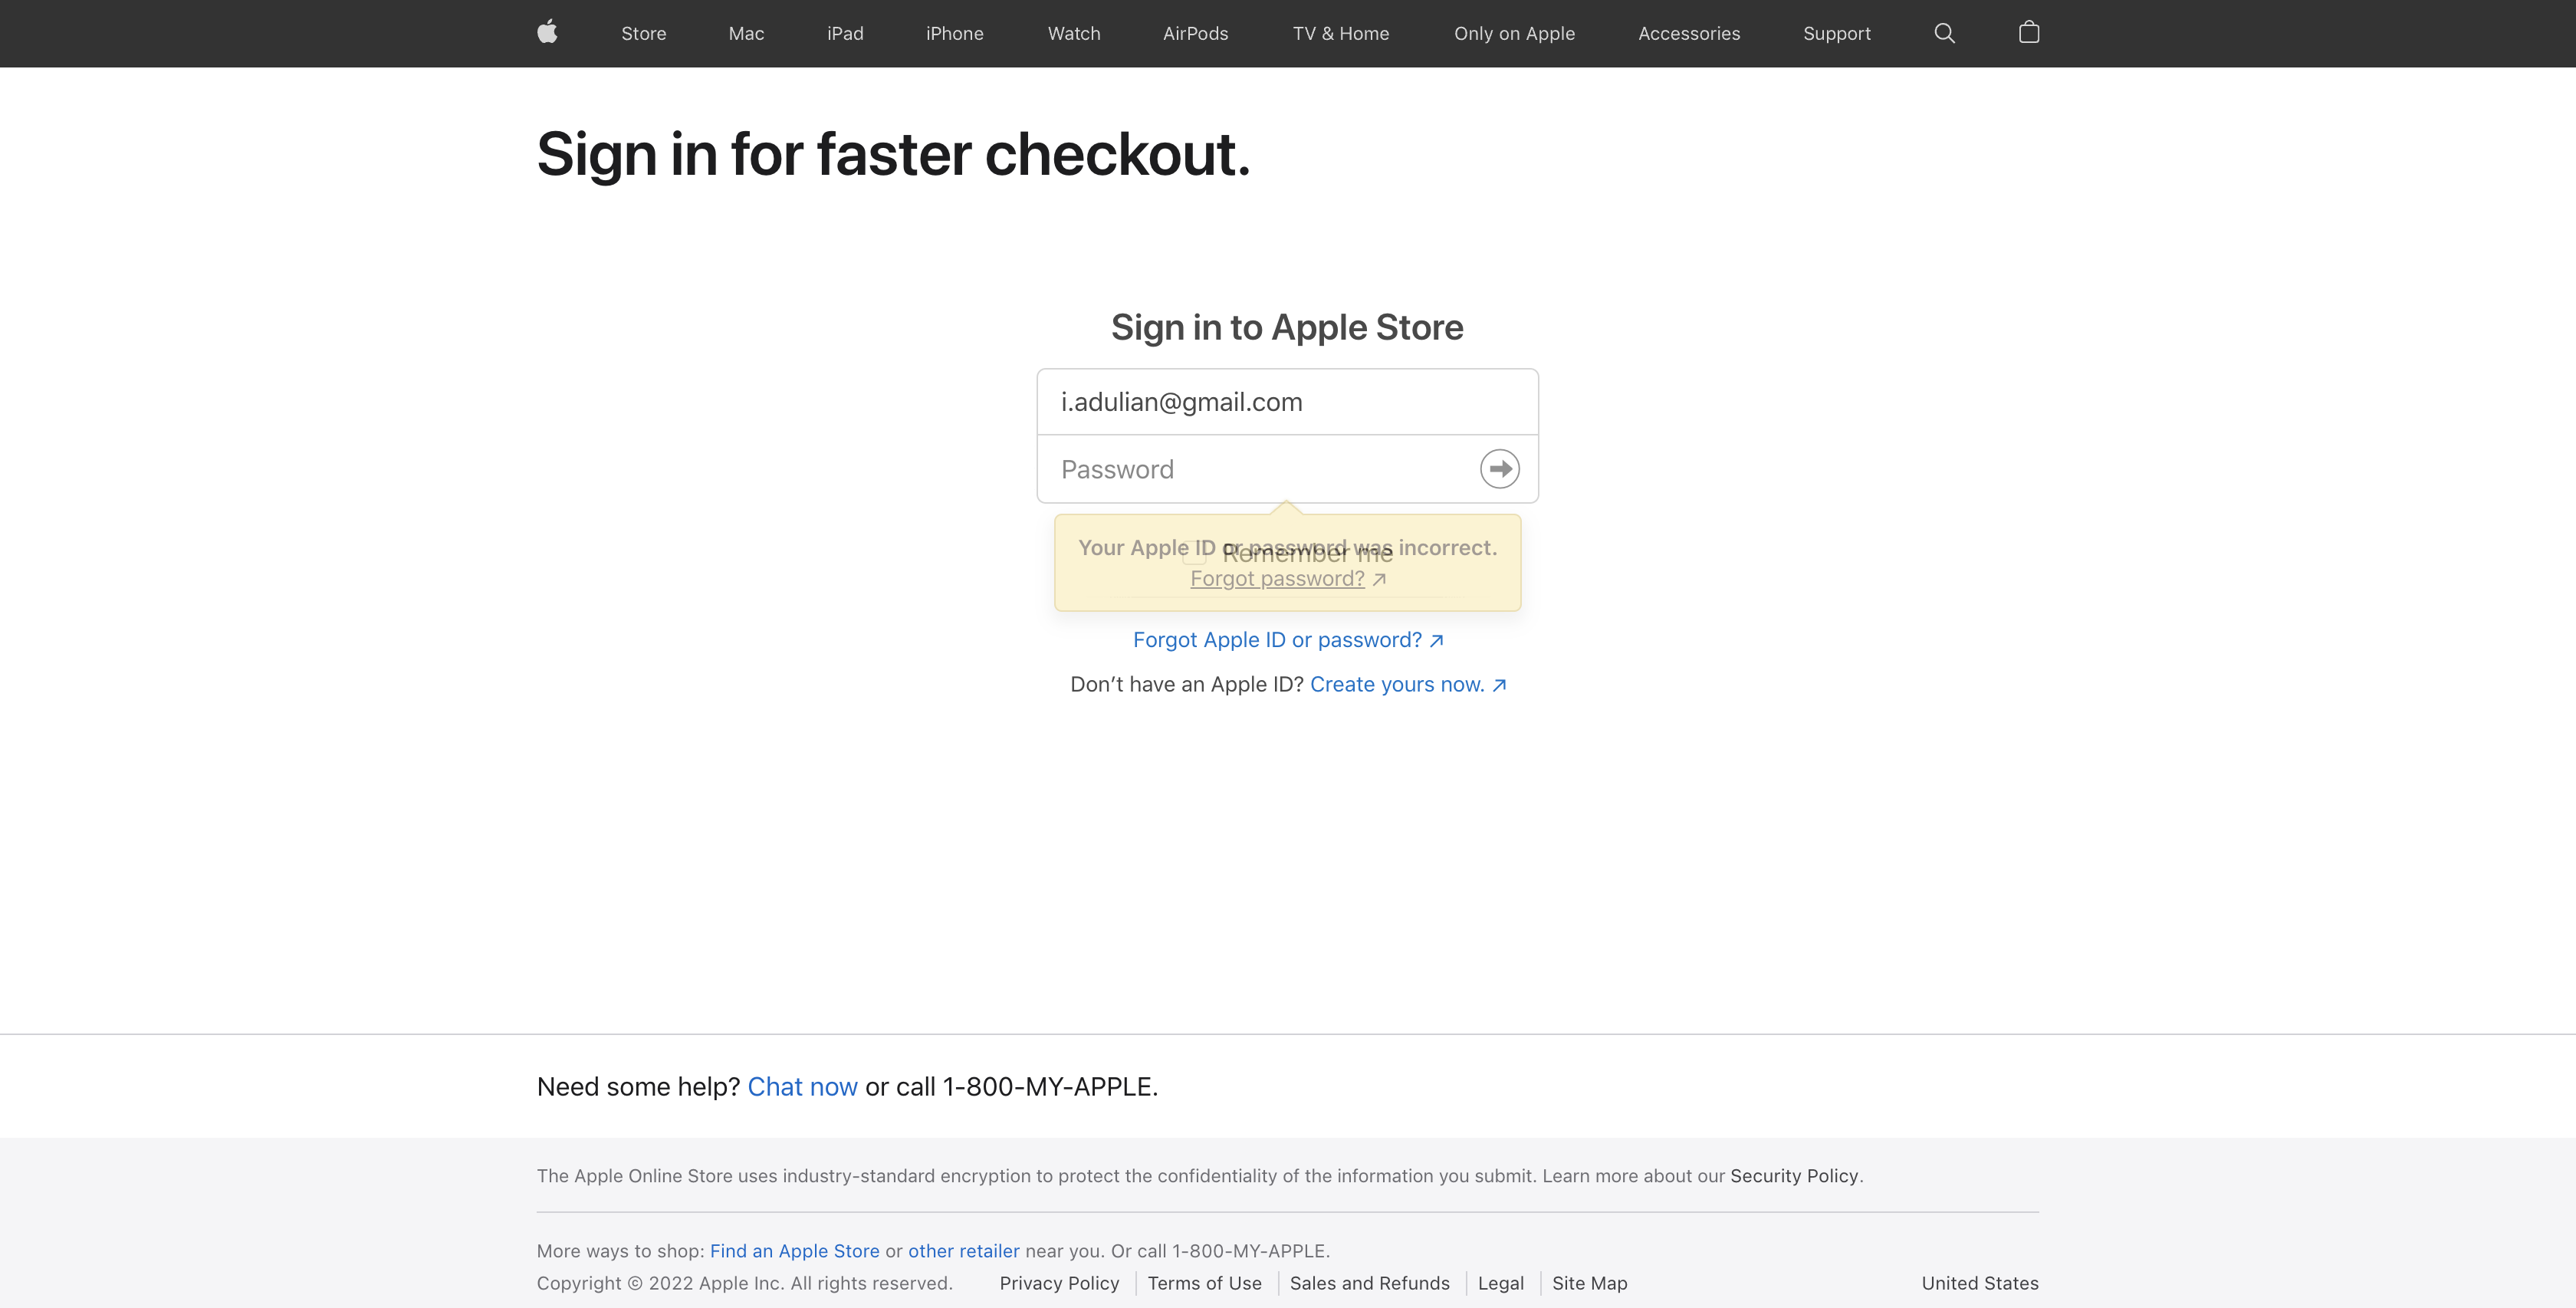 Store Mac iPad iPhone Watch AirPods TV & Home Only on Apple Accessories Support
Sign in for faster checkout.
Sign in to Apple Store
i.adulian@gmail.com
Password
Your Apple ID or password was incorrect.
Remember me
Forgot password?
Forgot Apple ID or password?
Don’t have an Apple ID? Create yours now.
Need some help? Chat now or call 1-800-MY-APPLE.
The Apple Online Store uses industry-standard encryption to protect the confidentiality of the information you submit. Learn more about our Security Policy.
More ways to shop: Find an Apple Store or other retailer near you. Or call 1-800-MY-APPLE.
Copyright © 2022 Apple Inc. All rights reserved. Privacy Policy Terms of Use Sales and Refunds Legal Site Map United States